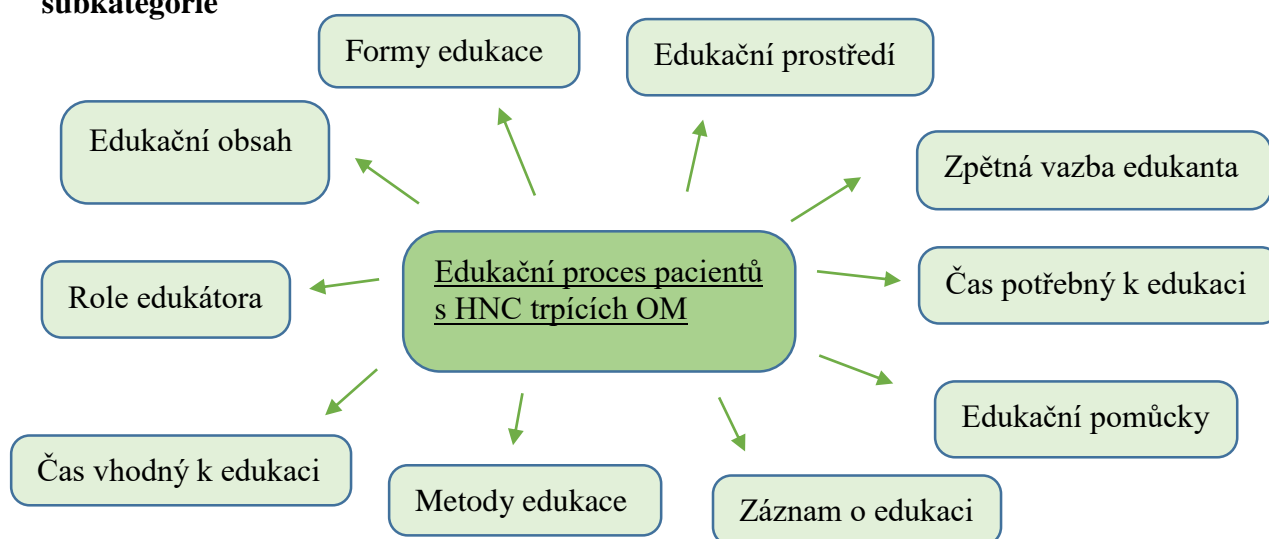 subkategorie
Formy edukace
Edukační prostředí
Edukační obsah
Zpětná vazba edukanta
Edukační proces pacientů
s HNC trpících OM
Role edukátora
Čas potřebný k edukaci
Edukační pomůcky
Čas vhodný k edukaci
Metody edukace
Záznam o edukaci